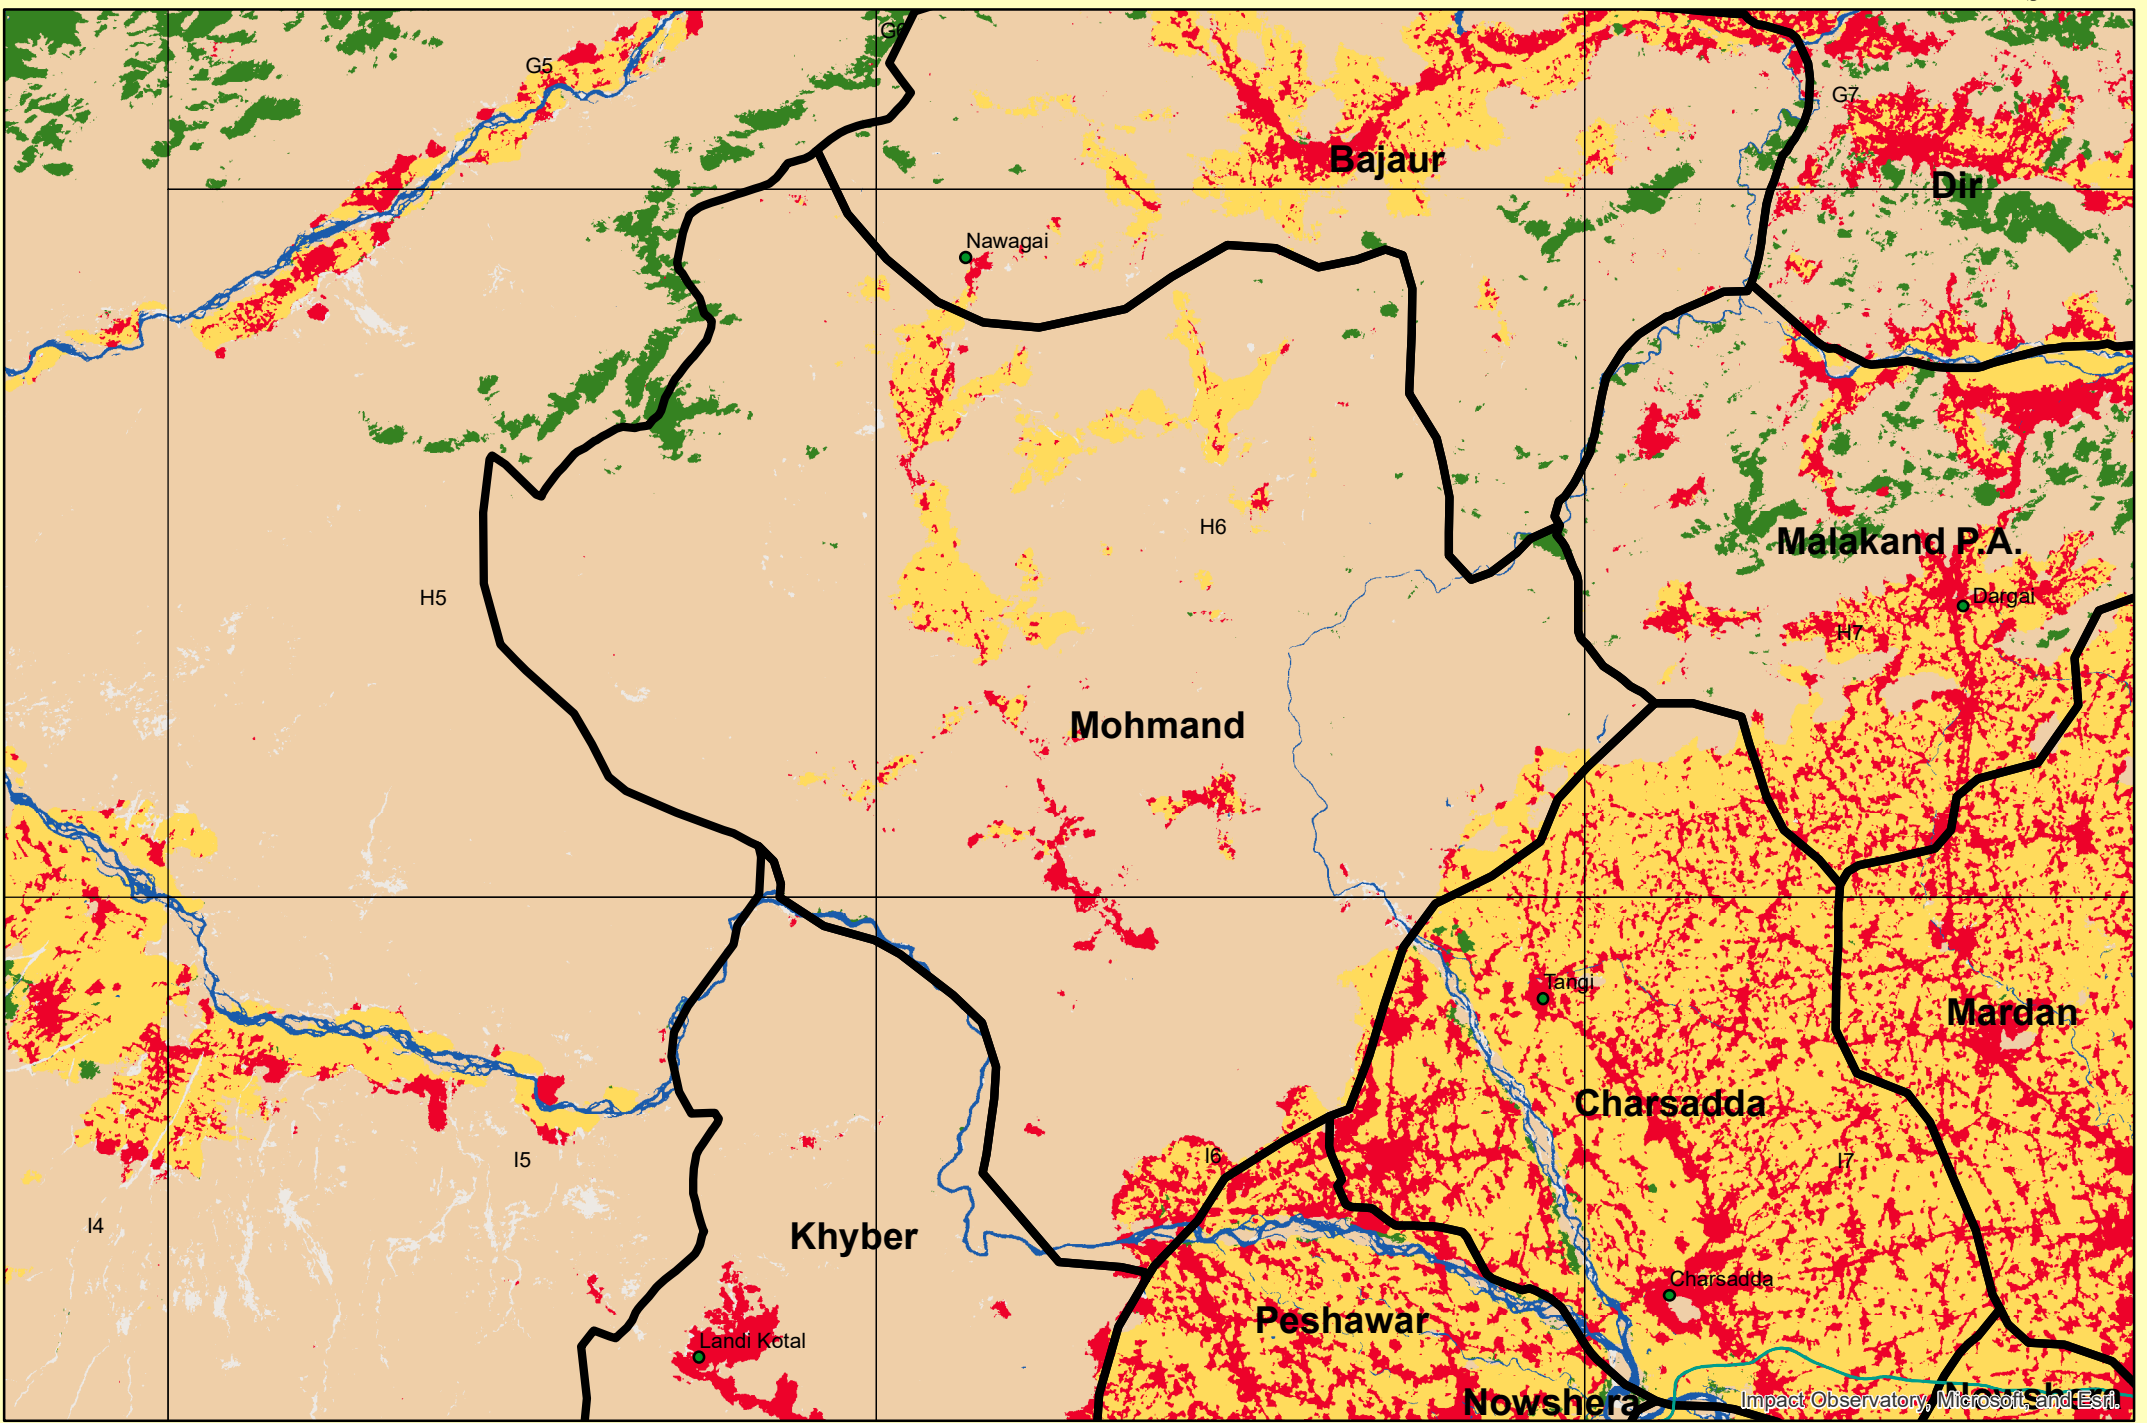 G6
G5
G7
Bajaur
Dir
Nawagai
H6
Malakand P.A.
H5
Dargai
H7
Mohmand
Tangi
Mardan
Charsadda
I6
I5
I7
I4
Khyber
Charsadda
Peshawar
Landi Kotal
Nowshera
Nowshera
Impact Observatory, Microsoft, and Esri.